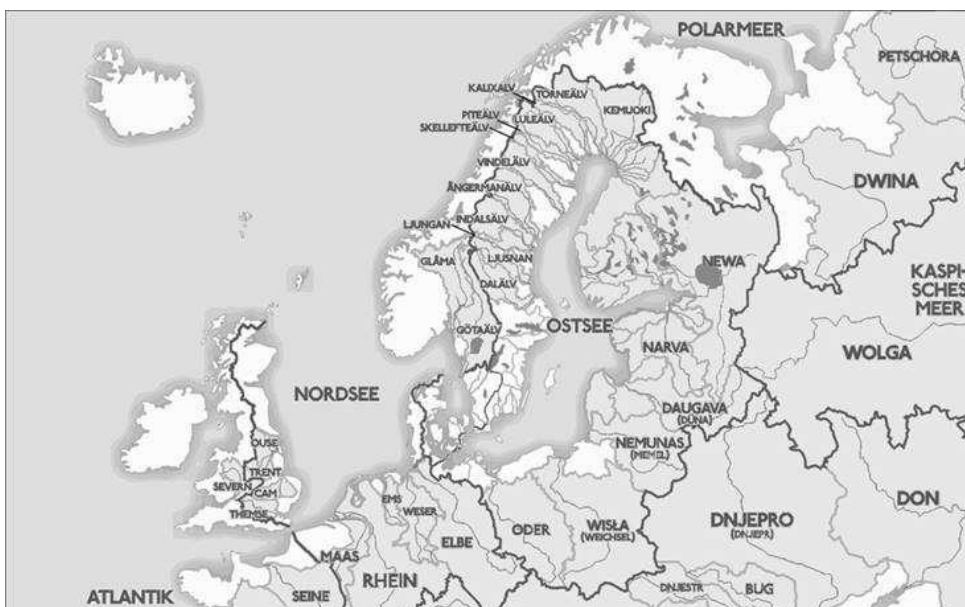 POLARMEER
PETSCHORA
KALIXALV
TORNEÄLV
KEMIJOKI
PITEÄLV
LULEÄLV
SKELLEFTEÄLV
VINDELÄLV
DWINA
ÅNGERMANÄLV
LJUNGAN
INDALSÄLV
GLÅMA
LJUSNAN
NEWA
DALÄLV
KASPI-
SCHES
MEER
GÖTAÄLV
OSTSEE
NARVA
WOLGA
NORDSEE
DAUGAVA
(DÜNA)
OUSE
NEMUNAS
(MEMEL)
TRENT
SEVERN
CAM
EMS
WESER
DON
THEMSE
ODER
WISŁA
(WEICHSEL)
DNJEPRO
(DNJEPR)
ELBE
MAAS
RHEIN
DNJESTR
BUG
ATLANTIK
SEINE